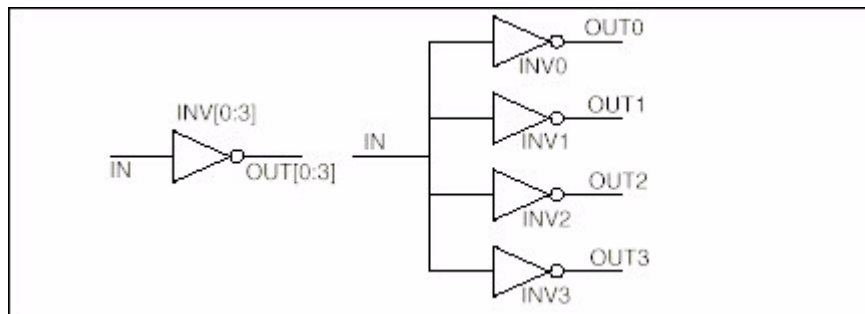 INV[0:3]
IN
OUT[0:3]
IN
OUT0
INV0
OUT1
INV1
OUT2
INV2
OUT3
INV3